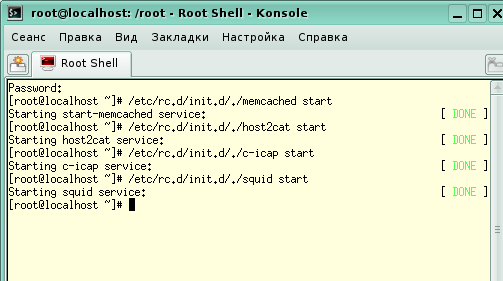 root@localhost: /root - Root Shell - Konsole
Сеанс Правка Вид Закладки Настройка Справка
Root Shell
Password:
[root@localhost ~]# /etc/rc.d/init.d/./memcached start
Starting start-memcached service: [ DONE ]
[root@localhost ~]# /etc/rc.d/init.d/./host2cat start
Starting host2cat service: [ DONE ]
[root@localhost ~]# /etc/rc.d/init.d/./c-icap start
Starting c-icap service: [ DONE ]
[root@localhost ~]# /etc/rc.d/init.d/./squid start
Starting squid service: [ DONE ]
[root@localhost ~]#